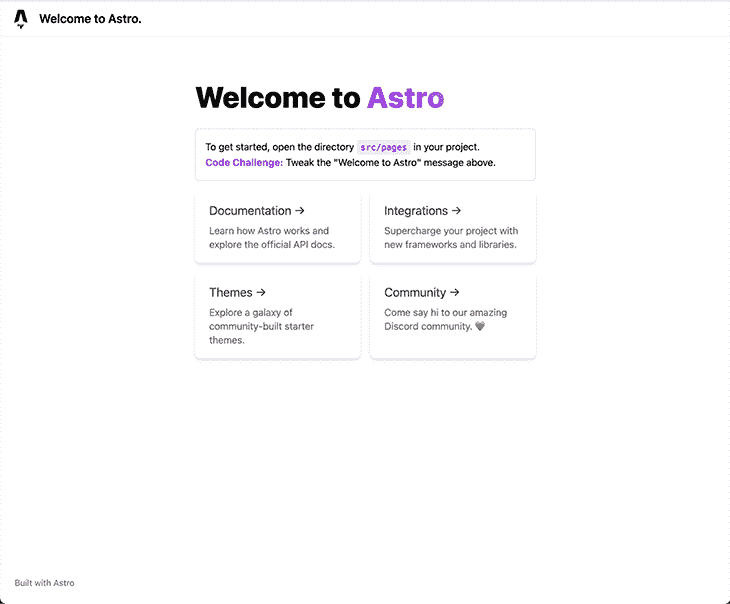 Welcome to Astro.
Welcome to Astro
To get started, open the directory src/pages in your project.
Code Challenge: Tweak the "Welcome to Astro" message above.
Documentation →
Learn how Astro works and
explore the official API docs.
Integrations →
Supercharge your project with
new frameworks and libraries.
Themes →
Explore a galaxy of
community-built starter
themes.
Community →
Come say hi to our amazing
Discord community. ♥
Built with Astro